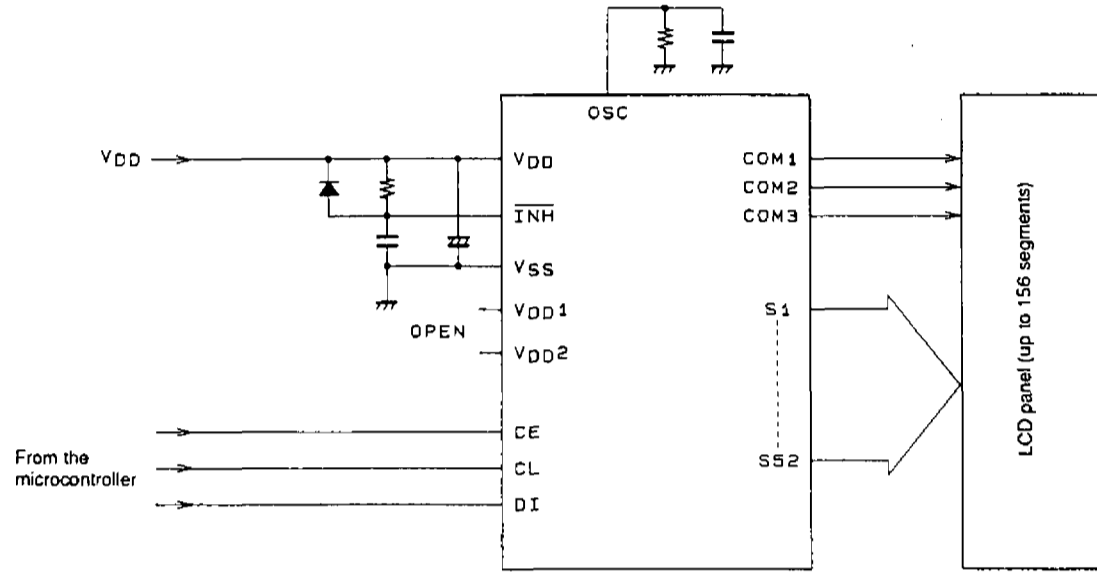 OSC
VDD
VDD
COM1
COM2
INH
COM3
VSS
VDD1
S1
OPEN
VDD2
CE
From the
microcontroller
CL
S52
DI
LCD panel (up to 156 segments)